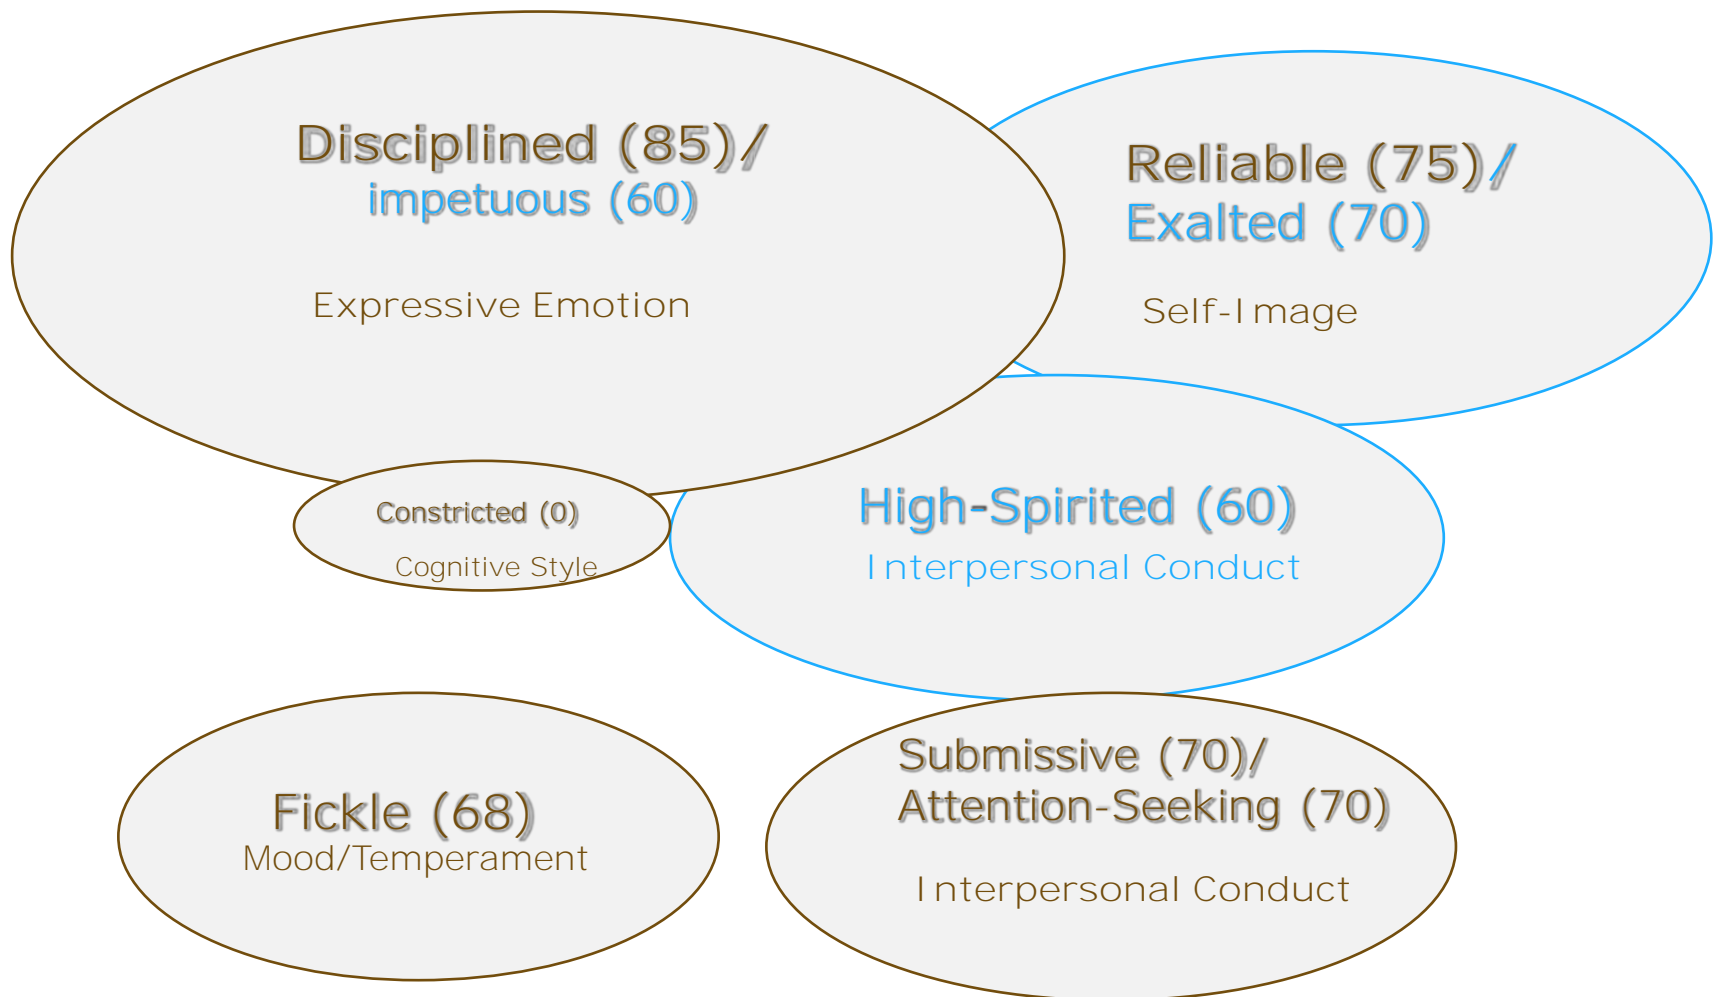 Disciplined (85)/
impetuous (60)
Expressive Emotion
Reliable (75)/
Exalted (70)
Self-Image
Constricted (0)
Cognitive Style
High-Spirited (60)
Interpersonal Conduct
Fickle (68)
Mood/Temperament
Submissive (70)/
Attention-Seeking (70)
Interpersonal Conduct